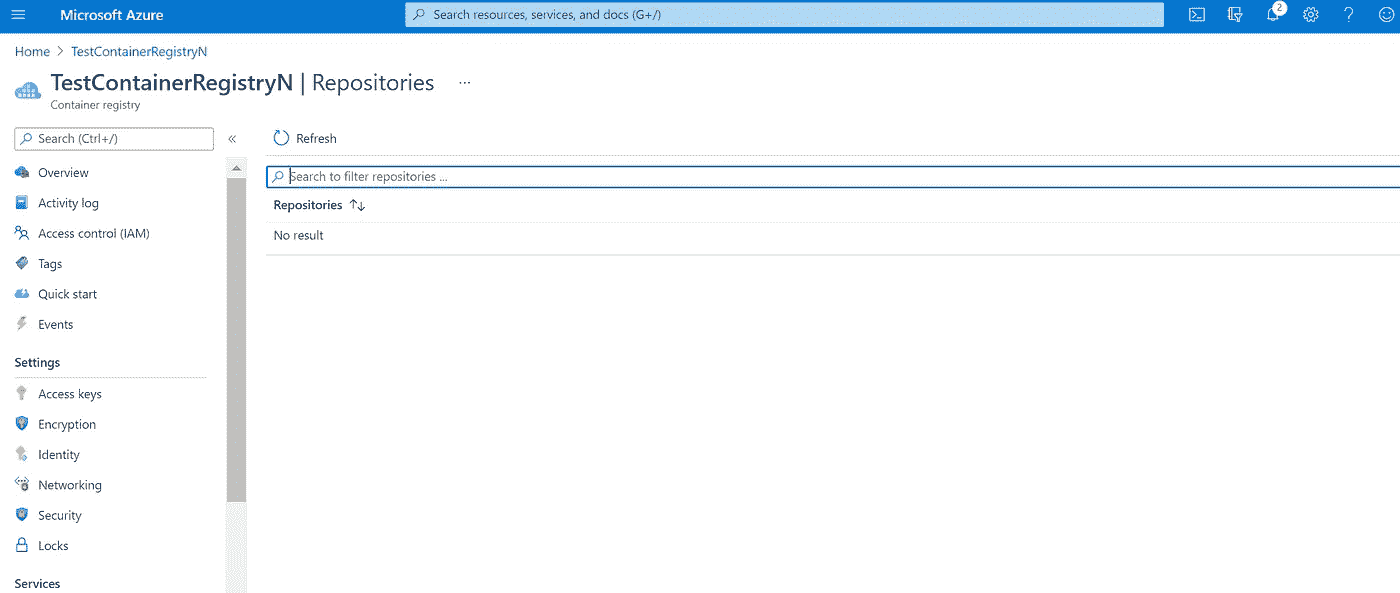 Microsoft Azure
Search resources, services, and docs (G+/)
2
Home > TestContainerRegistryN
TestContainerRegistryN | Repositories ...
Container registry
Search (Ctrl+/)
«
Refresh
Overview
Search to filter repositories ...
Activity log
Repositories
Access control (IAM)
No result
Tags
Quick start
Events
Settings
Access keys
Encryption
Identity
Networking
Security
Locks
Services